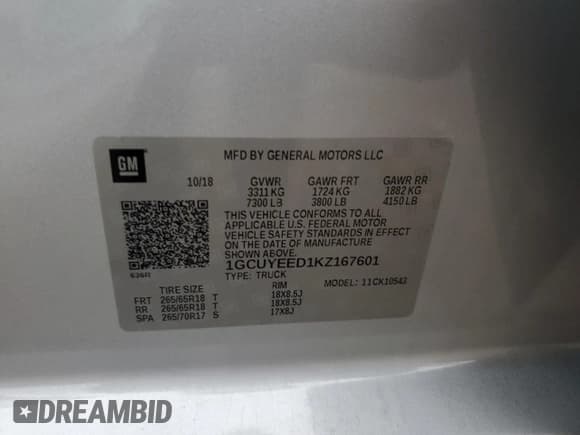 GM
MFD BY GENERAL MOTORS LLC
10/18 GVWR GAWR FRT GAWR RR
3311 KG 1724 KG 1882 KG
7300 LB 3800 LB 4150 LB
THIS VEHICLE CONFORMS TO ALL
APPLICABLE U.S. FEDERAL MOTOR
VEHICLE SAFETY STANDARDS IN EFFECT
ON THE DATE OF MANUFACTURE
SHOWN ABOVE.
1GCUYEED1KZ167601
TYPE: TRUCK
MODEL: 11CK10543
TIRE SIZE RIM
FRT 265/65R18 T 18X8.5J
RR 265/65R18 T 18X8.5J
SPA 265/70R17 S 17X8J
DREAMBID